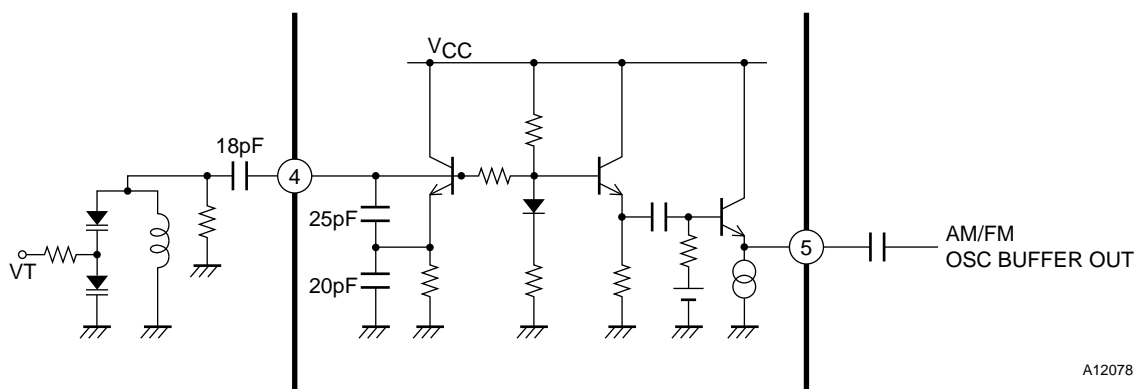 VCC
18pF
4
25pF
20pF
VT
5
AM/FM
OSC BUFFER OUT
A12078